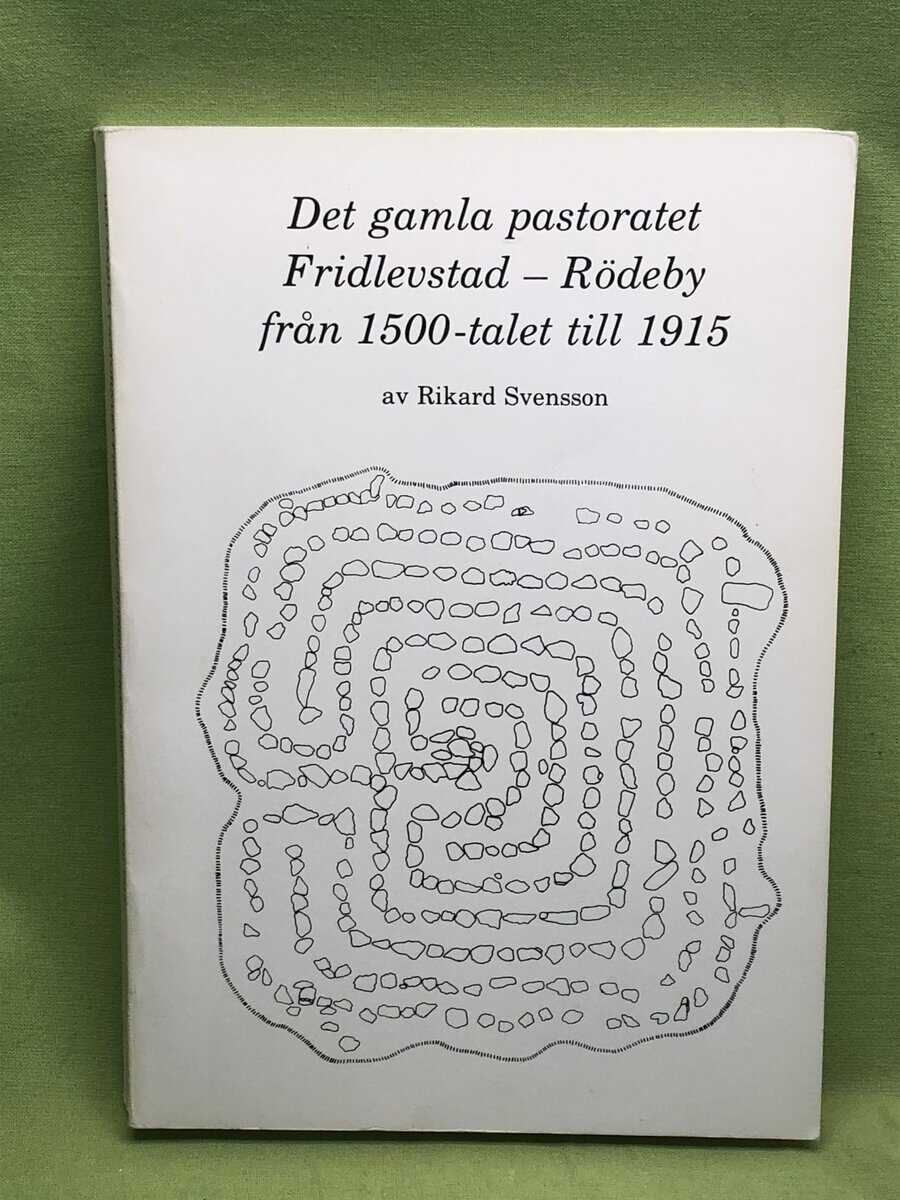 Det gamla pastoratet
Fridlevstad – Rödeby
från 1500-talet till 1915
av Rikard Svensson